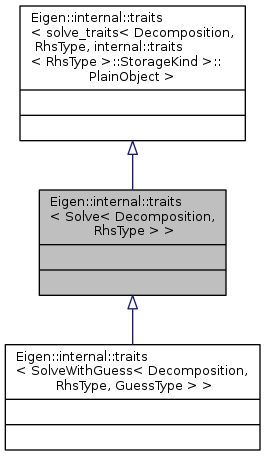 Eigen::internal::traits
< solve_traits< Decomposition,
RhsType, internal::traits
< RhsType >::StorageKind >::
PlainObject >
Eigen::internal::traits
< Solve< Decomposition,
RhsType > >
Eigen::internal::traits
< SolveWithGuess< Decomposition,
RhsType, GuessType > >